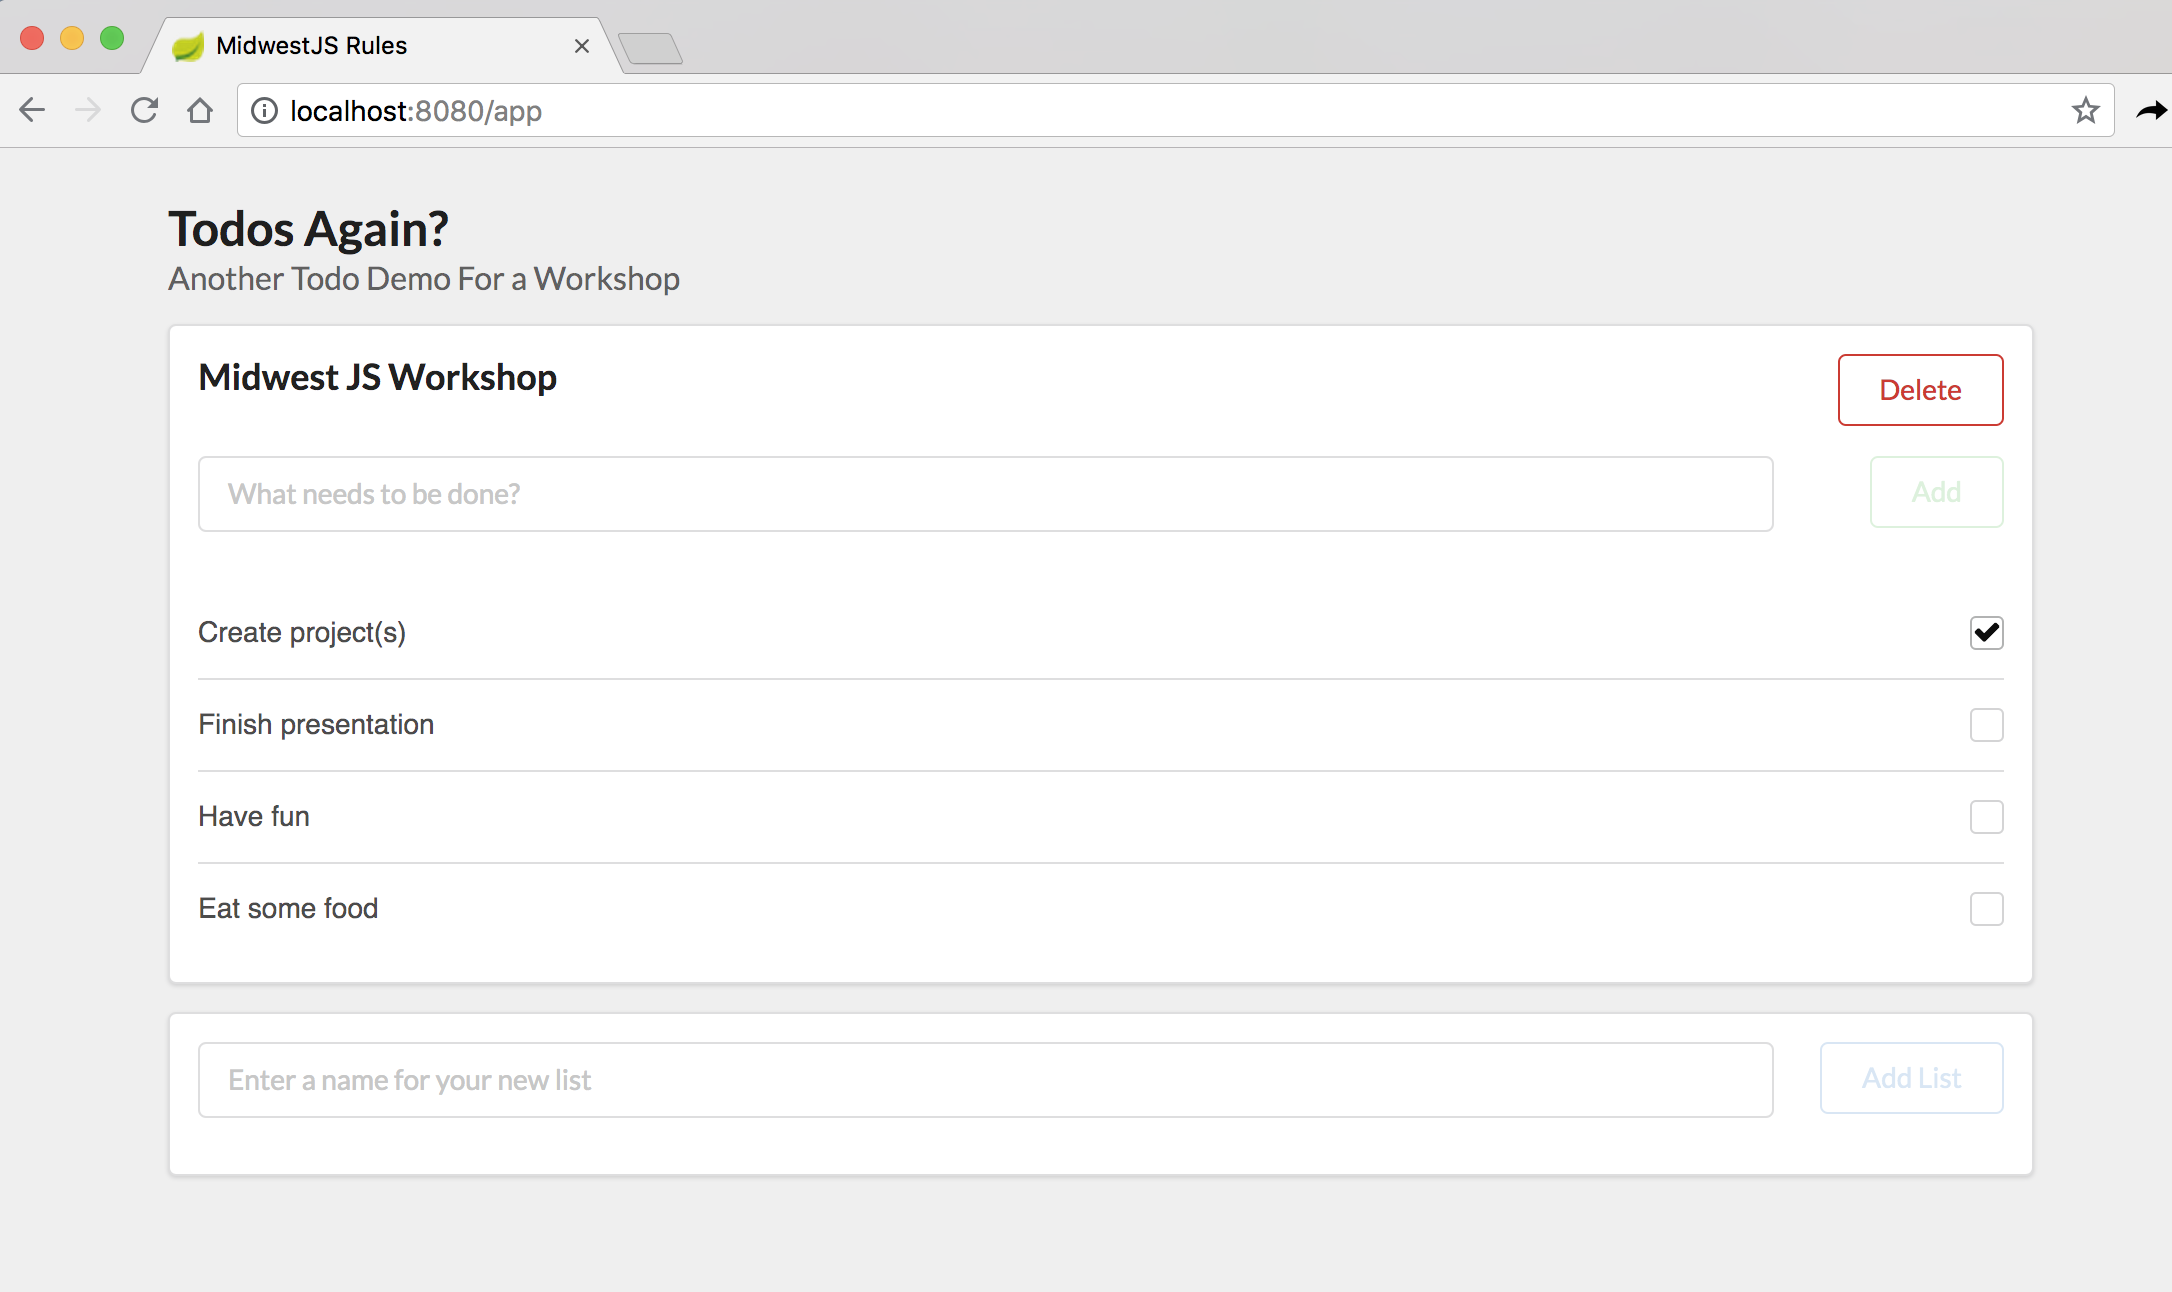 MidwestJS Rules
localhost:8080/app
Todos Again?
Another Todo Demo For a Workshop
Midwest JS Workshop
Delete
What needs to be done?
Add
Create project(s)
Finish presentation
Have fun
Eat some food
Enter a name for your new list
Add List